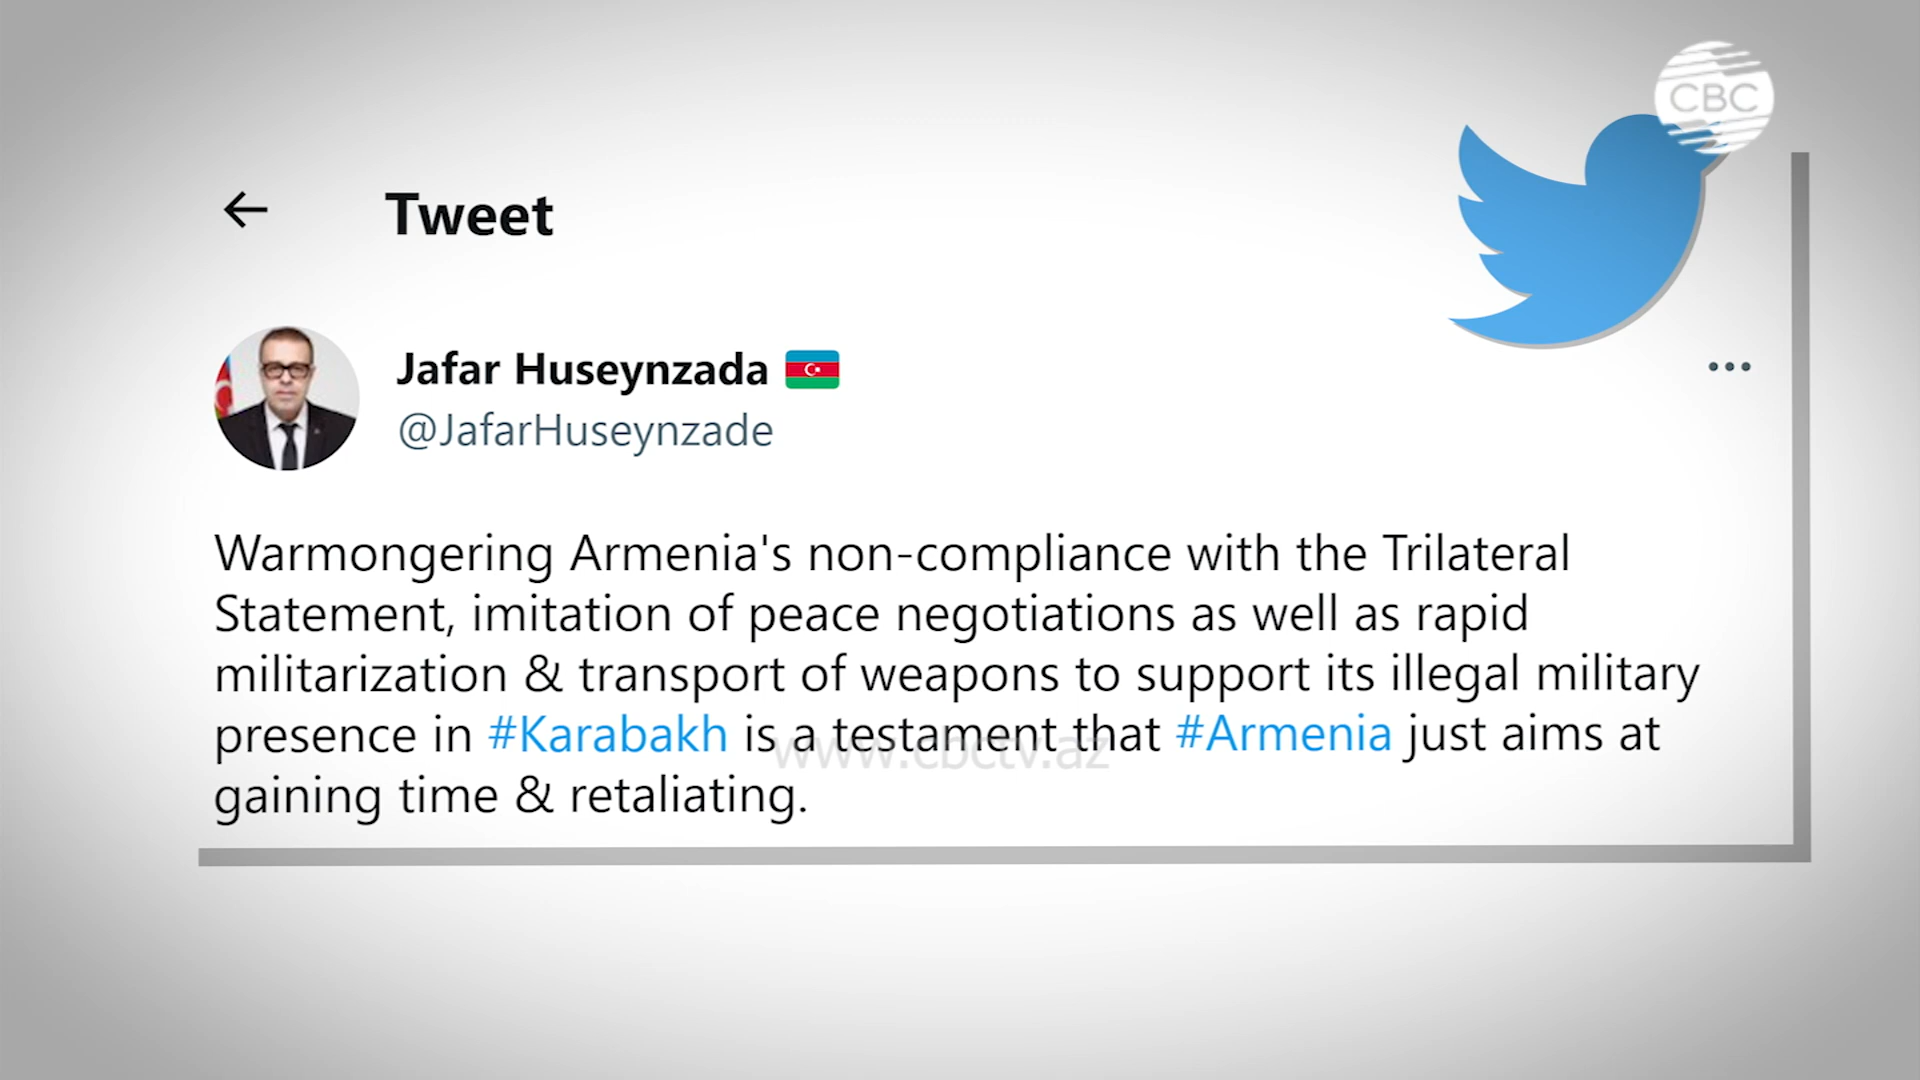 CBC
← Tweet
Jafar Huseynzada 🇦🇿
@JafarHuseynzade
...
Warmongering Armenia's non-compliance with the Trilateral
Statement, imitation of peace negotiations as well as rapid
militarization & transport of weapons to support its illegal military
presence in #Karabakh is a testament that #Armenia just aims at
www.cbctv.az
gaining time & retaliating.